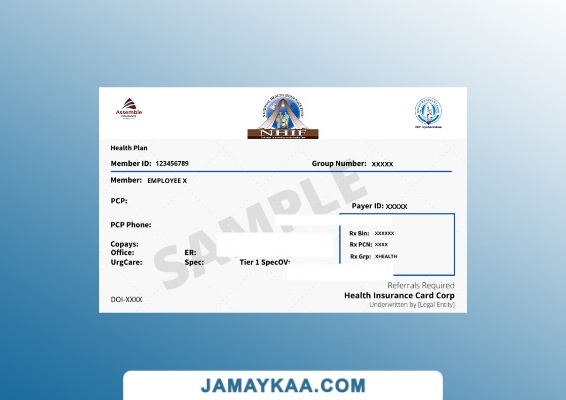 Assemble
NHIF
Health Plan
Member ID: 123456789 Group Number: XXXXX
Member: EMPLOYEE X
SAMPLE
PCP:
Payer ID: XXXXX
PCP Phone:
Rx Bin: XXXXXX
Copays:
Rx PCN: XXXX
Office: ER:
Rx Grp: XHEALTH
UrgCare: Spec: Tier 1 SpecOV:
Referrals Required
Health Insurance Card Corp
DOI-XXXX
Underwritten by [Legal Entity]
JAMAYKAA.COM